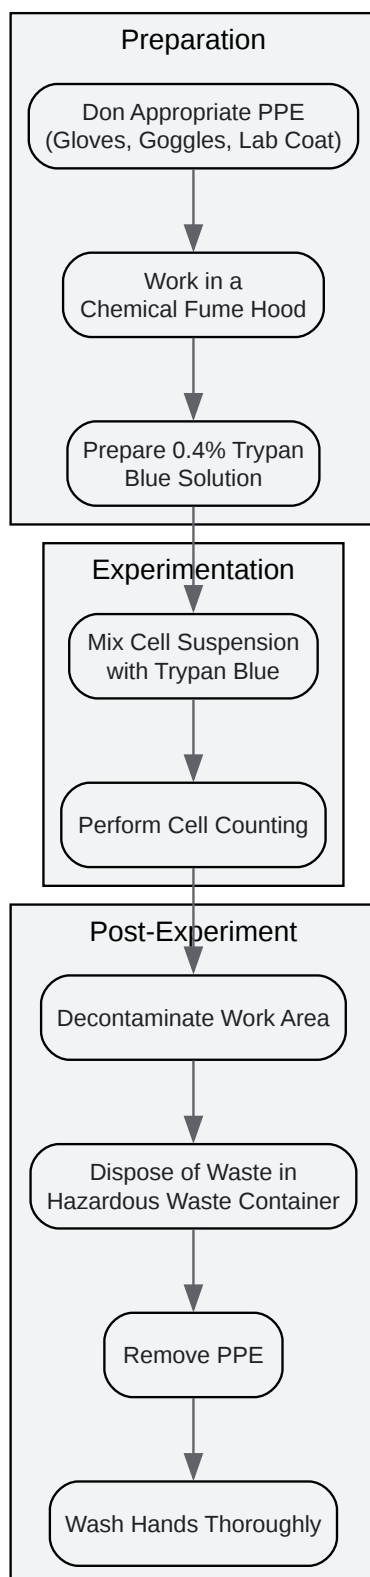 Preparation
Don Appropriate PPE
(Gloves, Goggles, Lab Coat)
Work in a
Chemical Fume Hood
Prepare 0.4% Trypan
Blue Solution
Experimentation
Mix Cell Suspension
with Trypan Blue
Perform Cell Counting
Post-Experiment
Decontaminate Work Area
Dispose of Waste in
Hazardous Waste Container
Remove PPE
Wash Hands Thoroughly